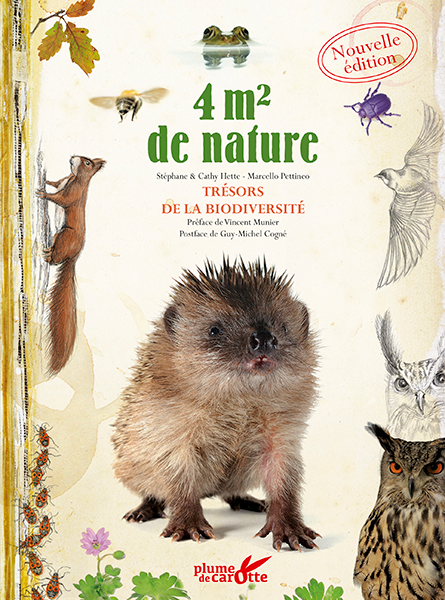 Nouvelle
édition
4 m²
de nature
Stéphane & Cathy Hette - Marcello Pettineo
TRÉSORS
DE LA BIODIVERSITÉ
Préface de Vincent Munier
Postface de Guy-Michel Cogné
plume
de carotte